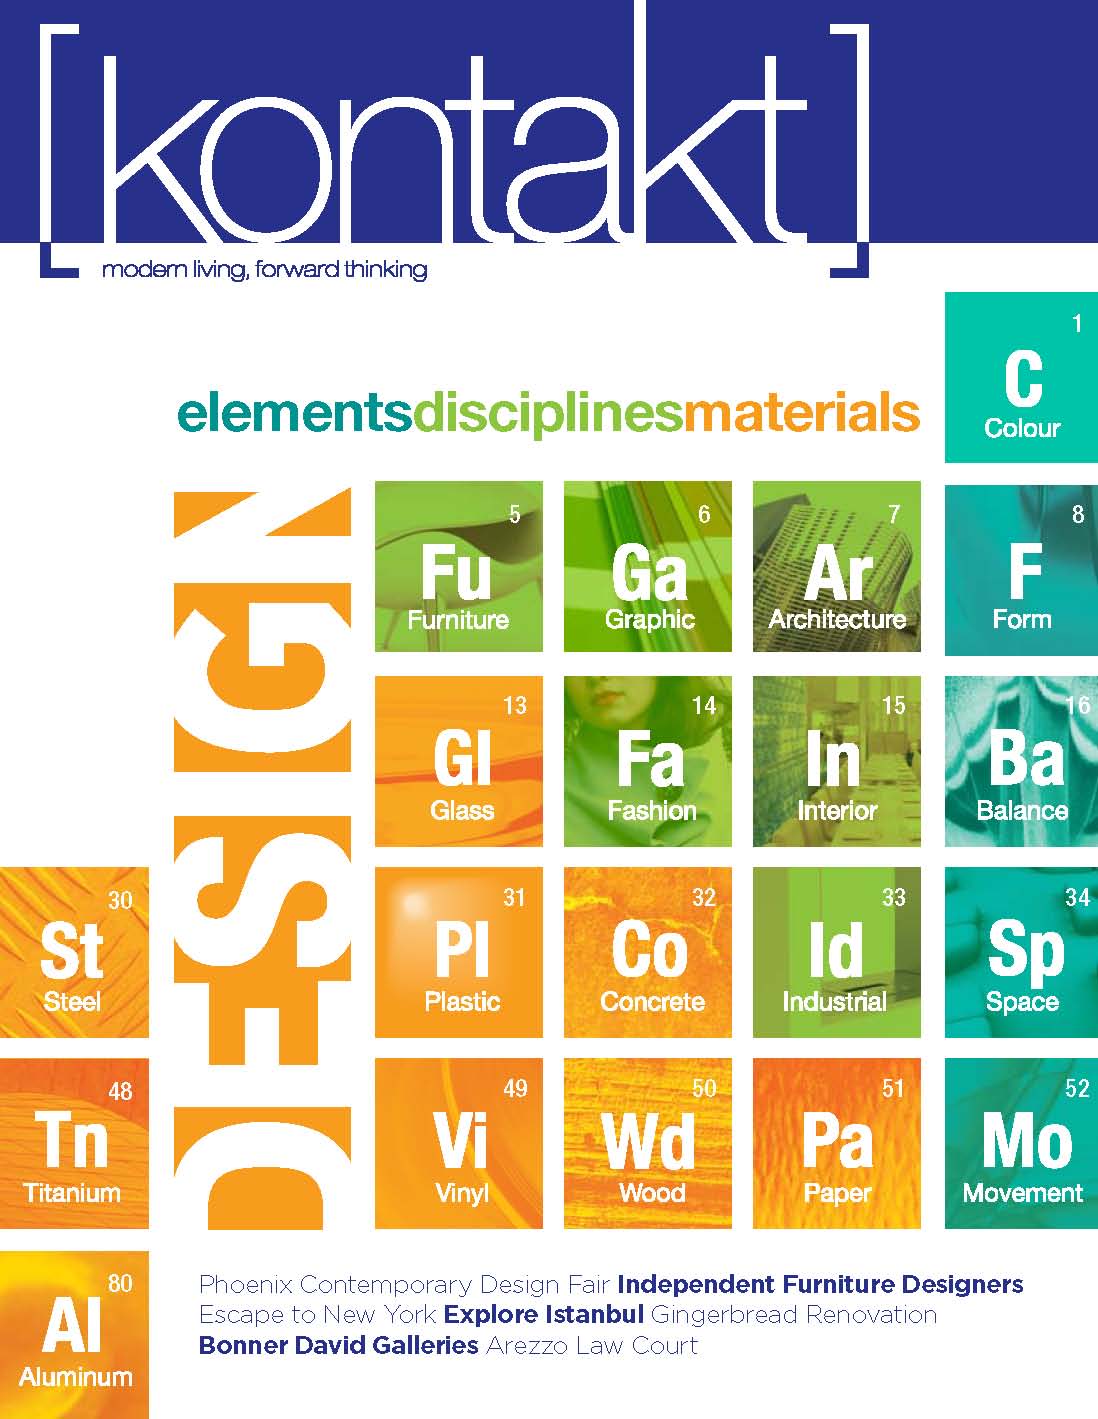 [kontakt]
modern living, forward thinking
1
C
Colour
elementsdisciplinesmaterials
DESIGN
5
Fu
Furniture
6
Ga
Graphic
7
Ar
Architecture
8
F
Form
13
Gl
Glass
14
Fa
Fashion
15
In
Interior
16
Ba
Balance
30
St
Steel
31
Pl
Plastic
32
Co
Concrete
33
Id
Industrial
34
Sp
Space
48
Tn
Titanium
49
Vi
Vinyl
50
Wd
Wood
51
Pa
Paper
52
Mo
Movement
80
Al
Aluminum
Phoenix Contemporary Design Fair Independent Furniture Designers
Escape to New York Explore Istanbul Gingerbread Renovation
Bonner David Galleries Arezzo Law Court